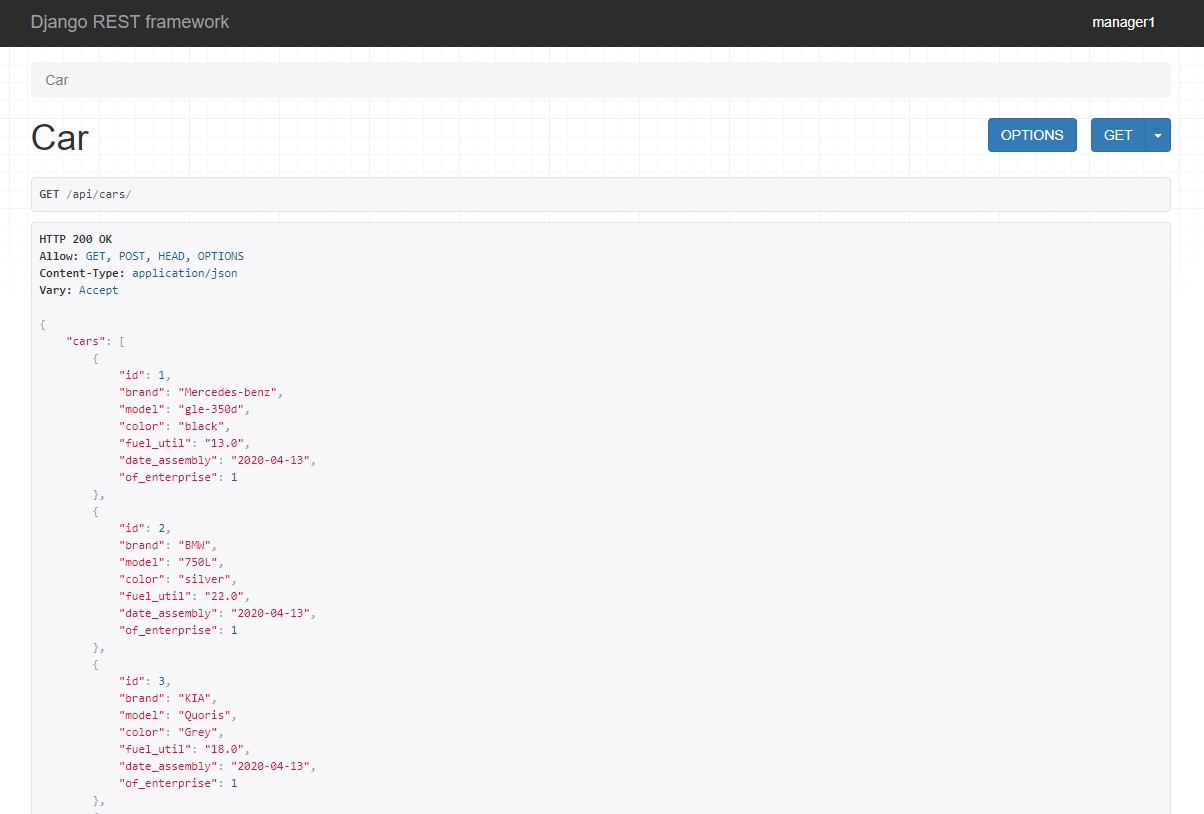 Django REST framework
manager1
Car
Car
OPTIONS
GET
GET /api/cars/
HTTP 200 OK
Allow: GET, POST, HEAD, OPTIONS
Content-Type: application/json
Vary: Accept
{
"cars": [
{
"id": 1,
"brand": "Mercedes-benz",
"model": "gle-350d",
"color": "black",
"fuel_util": "13.0",
"date_assembly": "2020-04-13",
"of_enterprise": 1
},
{
"id": 2,
"brand": "BMW",
"model": "750L",
"color": "silver",
"fuel_util": "22.0",
"date_assembly": "2020-04-13",
"of_enterprise": 1
},
{
"id": 3,
"brand": "KIA",
"model": "Quoris",
"color": "Grey",
"fuel_util": "18.0",
"date_assembly": "2020-04-13",
"of_enterprise": 1
},